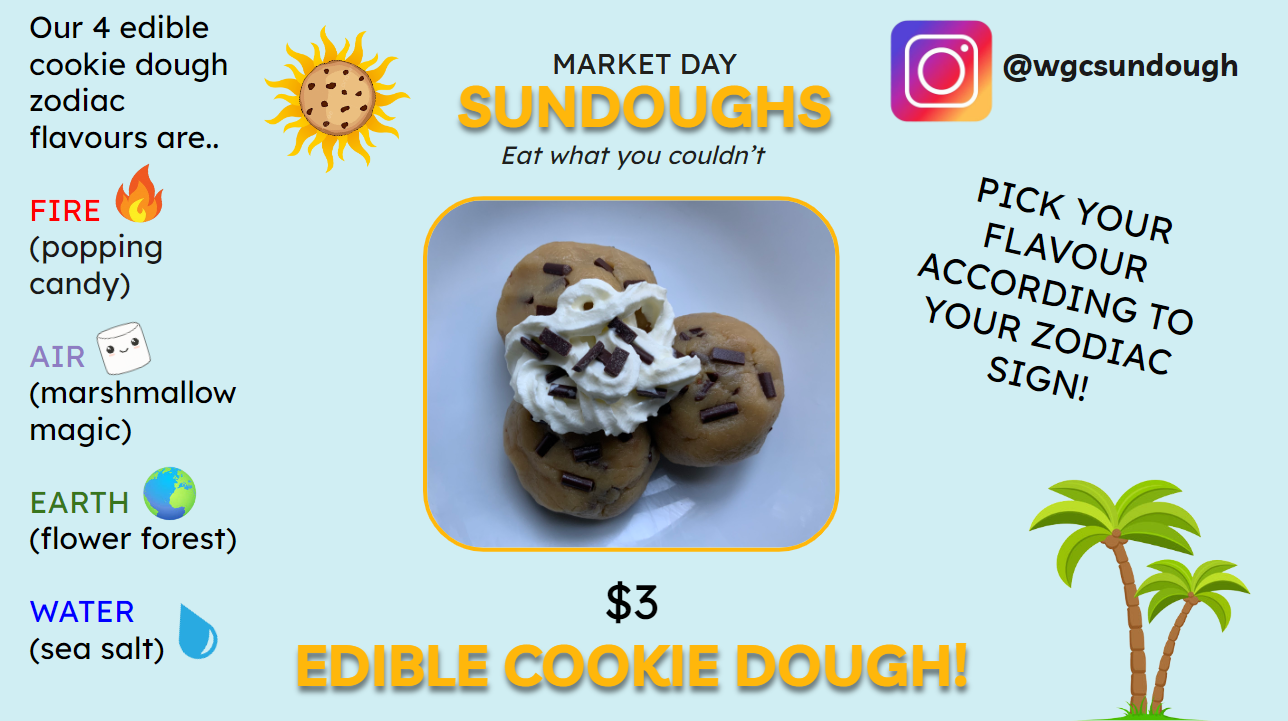 Our 4 edible
cookie dough
zodiac
flavours are..
FIRE
(popping
candy)
AIR
(marshmallow
magic)
EARTH
(flower forest)
WATER
(sea salt)
MARKET DAY
SUNDOUGHS
Eat what you couldn't
$3
EDIBLE COOKIE DOUGH!
@wgcsundough
PICK YOUR
FLAVOUR
ACCORDING TO
YOUR ZODIAC
SIGN!